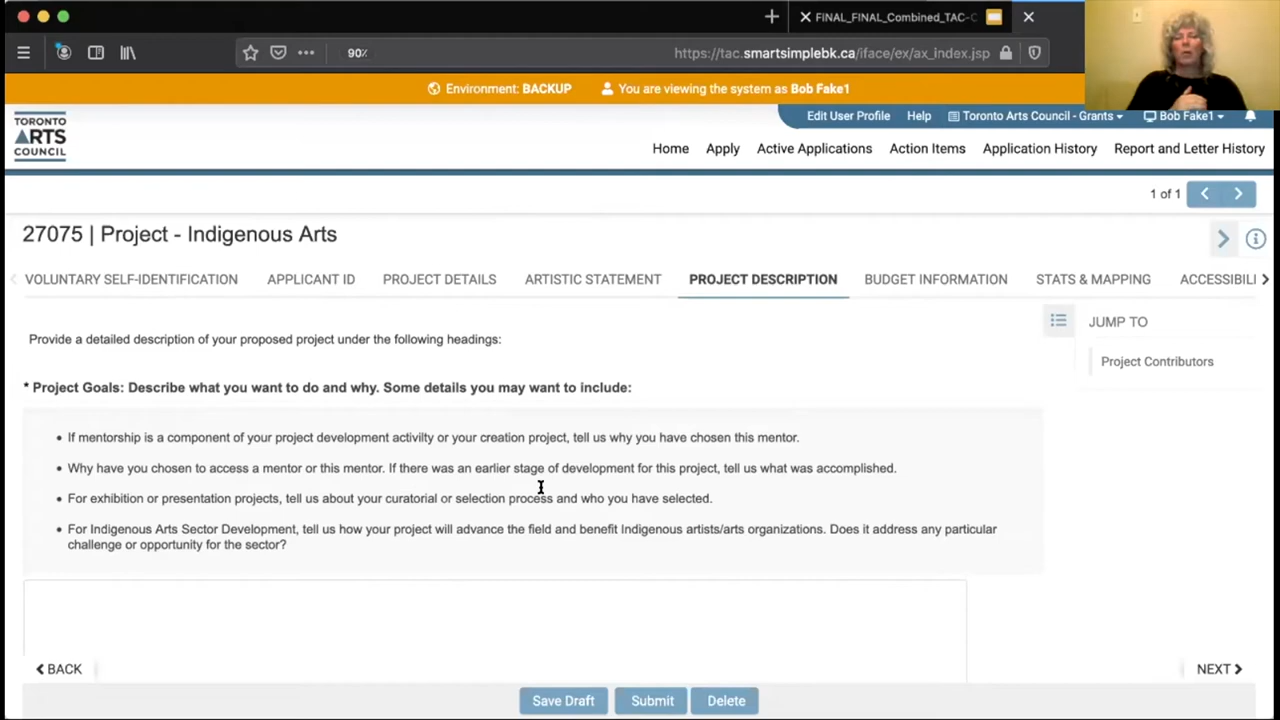 FINAL_FINAL_Combined_TAC-C
90%
https://tac.smartsimplebk.ca/iface/ex/ax_index.jsp
Environment: BACKUP
You are viewing the system as Bob Fake1
TORONTO
ARTS
COUNCIL
Edit User Profile
Help
Toronto Arts Council - Grants
Bob Fake1
Home
Apply
Active Applications
Action Items
Application History
Report and Letter History
1 of 1
27075 | Project - Indigenous Arts
VOLUNTARY SELF-IDENTIFICATION
APPLICANT ID
PROJECT DETAILS
ARTISTIC STATEMENT
PROJECT DESCRIPTION
BUDGET INFORMATION
STATS & MAPPING
ACCESSIBILI
JUMP TO
Project Contributors
Provide a detailed description of your proposed project under the following headings:
* Project Goals: Describe what you want to do and why. Some details you may want to include:
• If mentorship is a component of your project development activilty or your creation project, tell us why you have chosen this mentor.
• Why have you chosen to access a mentor or this mentor. If there was an earlier stage of development for this project, tell us what was accomplished.
• For exhibition or presentation projects, tell us about your curatorial or selection process and who you have selected.
• For Indigenous Arts Sector Development, tell us how your project will advance the field and benefit Indigenous artists/arts organizations. Does it address any particular
challenge or opportunity for the sector?
BACK
NEXT
Save Draft
Submit
Delete